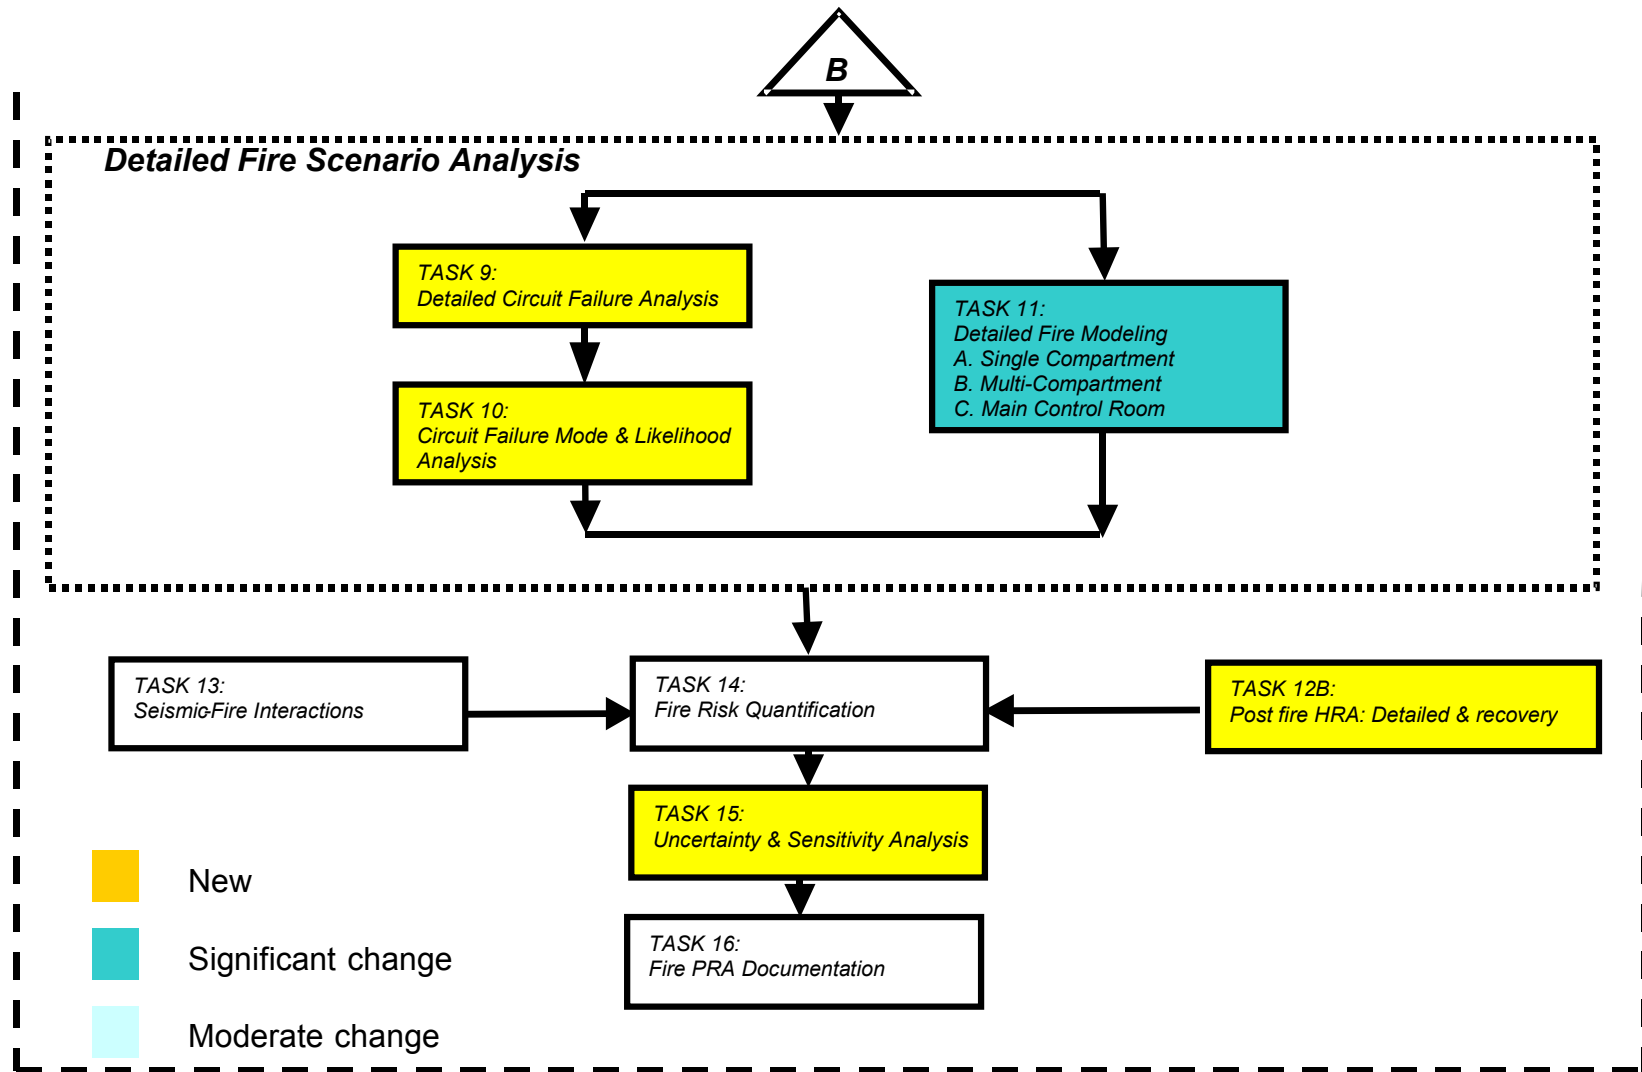 B
Detailed Fire Scenario Analysis
TASK 9:
Detailed Circuit Failure Analysis
TASK 10:
Circuit Failure Mode & Likelihood
Analysis
TASK 11:
Detailed Fire Modeling
A. Single Compartment
B. Multi-Compartment
C. Main Control Room
TASK 13:
Seismic-Fire Interactions
TASK 14:
Fire Risk Quantification
TASK 12B:
Post fire HRA: Detailed & recovery
TASK 15:
Uncertainty & Sensitivity Analysis
TASK 16:
Fire PRA Documentation
New
Significant change
Moderate change